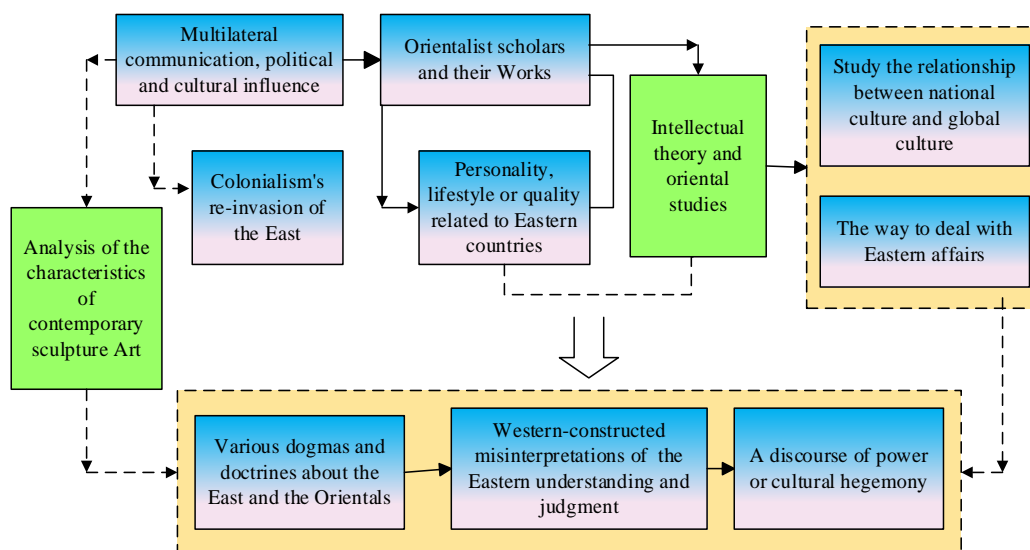 Multilateral
communication, political
and cultural influence
Orientalist scholars
and their Works
Study the relationship
between national
culture and global
culture
Intellectual
theory and
oriental
studies
Colonialism's
re-invasion of
the East
Personality,
lifestyle or quality
related to Eastern
countries
The way to deal with
Eastern affairs
Analysis of the
characteristics
of
contemporary
sculpture Art
Various dogmas and
doctrines about the
East and the Orientals
Western-constructed
misinterpretations of the
Eastern understanding and
judgment
A discourse of power
or cultural hegemony